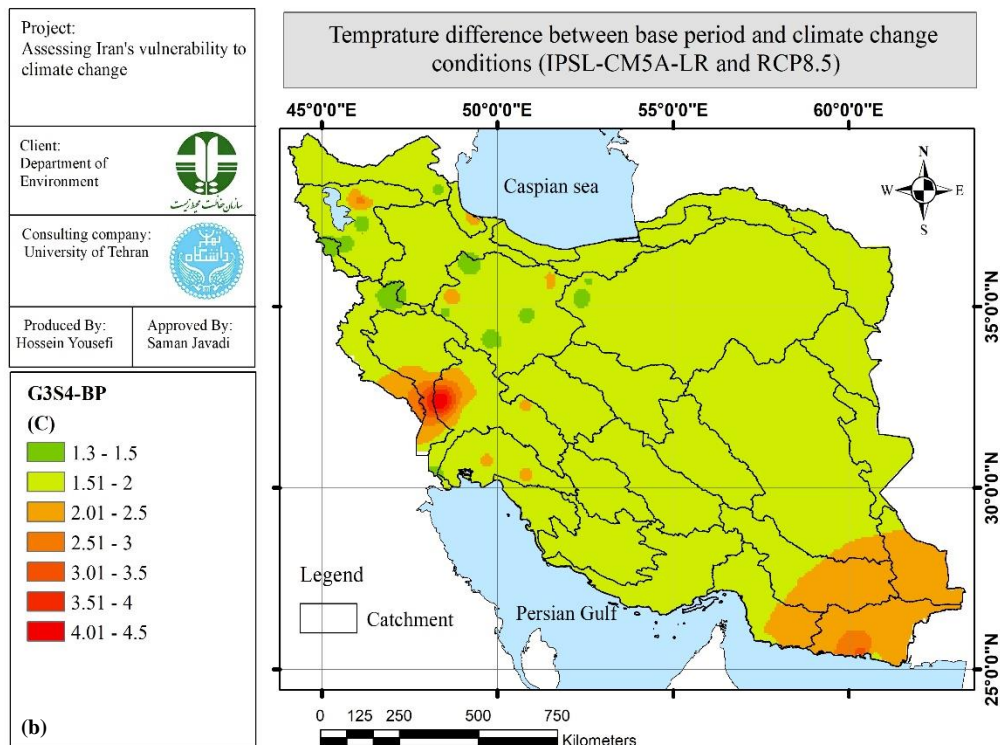 Project:
Assessing Iran's vulnerability to
climate change
Client:
Department of
Environment
سازمان حفاظت محیط زیست
Consulting company:
University of Tehran
Produced By:
Hossein Yousefi
Approved By:
Saman Javadi
G3S4-BP
(C)
1.3 - 1.5
1.51 - 2
2.01 - 2.5
2.51 - 3
3.01 - 3.5
3.51 - 4
4.01 - 4.5
(b)
Temprature difference between base period and climate change
conditions (IPSL-CM5A-LR and RCP8.5)
45°0'0"E 50°0'0"E 55°0'0"E 60°0'0"E
Caspian sea
N
W E
S
35°0'0"N
30°0'0"N
25°0'0"N
Legend
Catchment
Persian Gulf
0 125 250 500 750
Kilometers